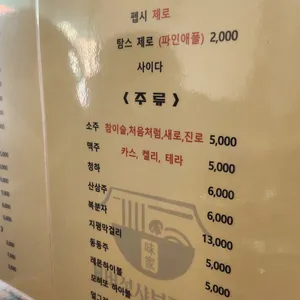 펩시 제로
탐스 제로 (파인애플) 2,000
사이다
《 주류 》
소주 참이슬,처음처럼,새로,진로 5,000
맥주 카스, 켈리, 테라 5,000
청하 6,000
산삼주 6,000
복분자 13,000
지평막걸리 5,000
동동주 5,000
레몬하이볼
모히또 하이볼
味家